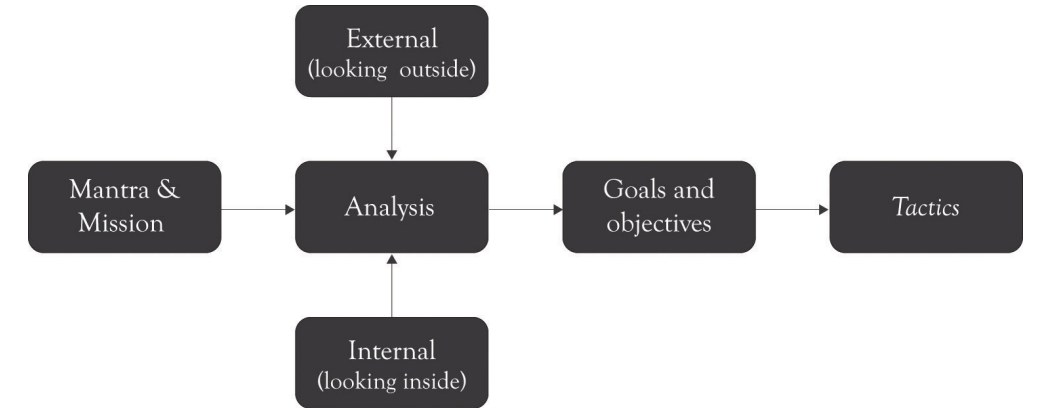 External
(looking outside)
Mantra &
Mission
Analysis
Goals and
objectives
Tactics
Internal
(looking inside)